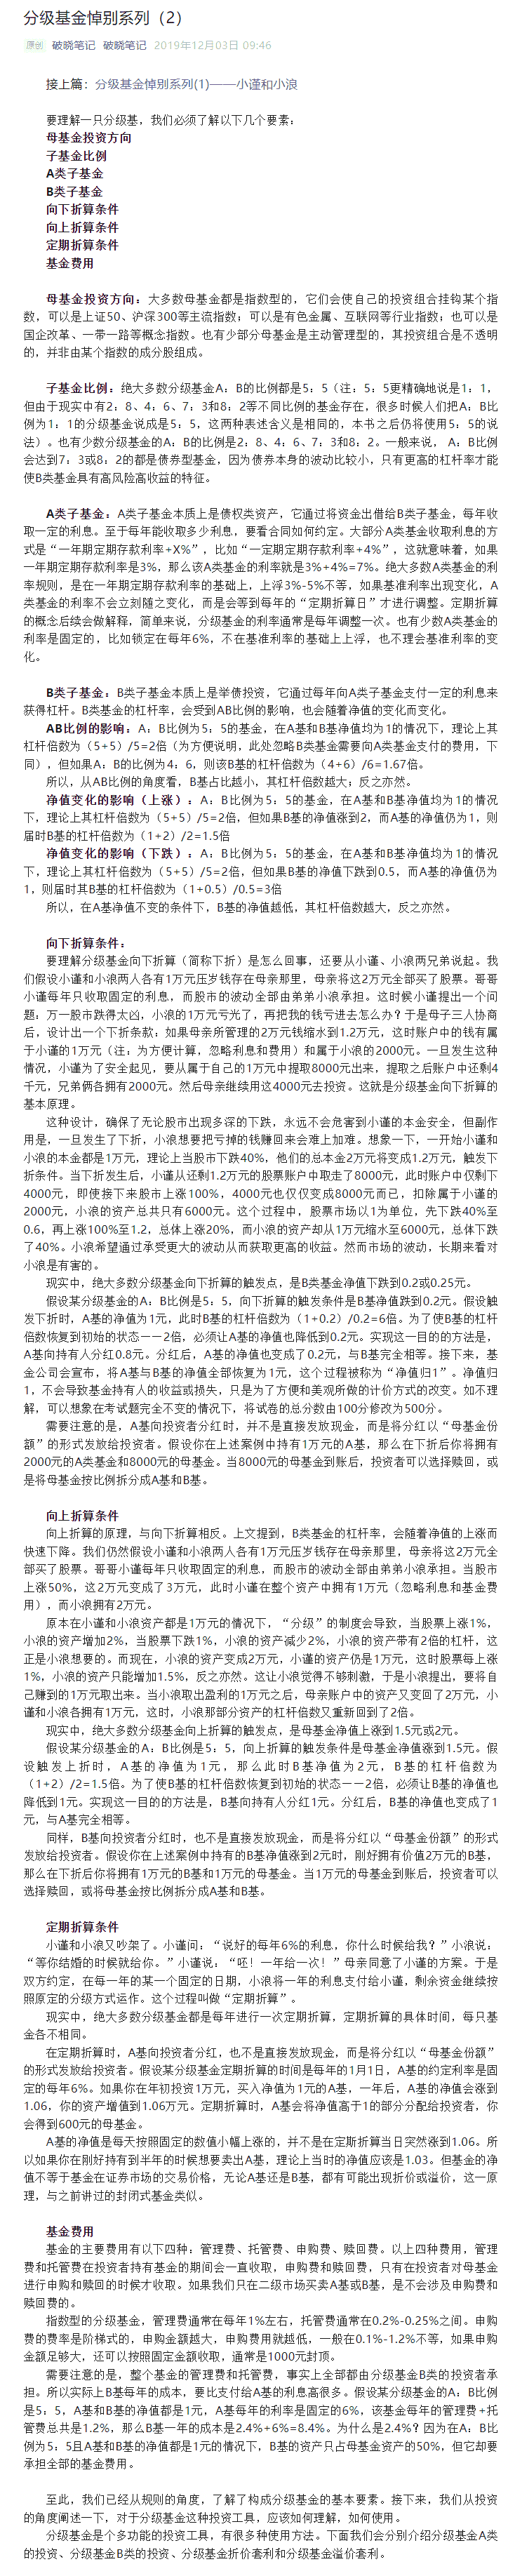 分级基金悼别系列（2）
原创 破晓笔记 破晓笔记 2019年12月03日 09:46
接上篇：分级基金悼别系列(1)——小谨和小浪
要理解一只分级基，我们必须了解以下几个要素：
母基金投资方向
子基金比例
A类子基金
B类子基金
向下折算条件
向上折算条件
定期折算条件
基金费用
母基金投资方向：大多数母基金都是指数型的，它们会使自己的投资组合挂钩某个指
数，可以是上证50、沪深300等主流指数；可以是有色金属、互联网等行业指数；也可以是
国企改革、一带一路等概念指数。也有少部分母基金是主动管理型的，其投资组合是不透明
的，并非由某个指数的成分股组成。
子基金比例：绝大多数分级基金A：B的比例都是5：5（注：5：5更精确地说是1：1，
但由于现实中有2：8、4：6、7：3和8：2等不同比例的基金存在，很多时候人们把A：B比
例为1：1的分级基金说成是5：5，这两种表述含义是相同的，本书之后仍将使用5：5的说
法）。也有少数分级基金的A：B的比例是2：8、4：6、7：3和8：2。一般来说， A：B比例
会达到7：3或8：2的都是债券型基金，因为债券本身的波动比较小，只有更高的杠杆率才能
使B类基金具有高风险高收益的特征。
A类子基金：A类子基金本质上是债权类资产，它通过将资金出借给B类子基金，每年收
取一定的利息。至于每年能收取多少利息，要看合同如何约定。大部分A类基金收取利息的方
式是“一年期定期存款利率+X%”，比如“一定期定期存款利率+4%”，这就意味着，如果
一年期定期存款利率是3%，那么该A类基金的利率就是3%+4%=7%。绝大多数A类基金的利
率规则，是在一年期定期存款利率的基础上，上浮3%-5%不等，如果基准利率出现变化，A
类基金的利率不会立刻随之变化，而是会等到每年的“定期折算日”才进行调整。定期折算
的概念后续会做解释，简单来说，分级基金的利率通常是每年调整一次。也有少数A类基金的
利率是固定的，比如锁定在每年6%，不在基准利率的基础上上浮，也不理会基准利率的变
化。
B类子基金：B类子基金本质上是举债投资，它通过每年向A类子基金支付一定的利息来
获得杠杆。B类基金的杠杆率，会受到AB比例的影响，也会随着净值的变化而变化。
AB比例的影响：A：B比例为5：5的基金，在A基和B基净值均为1的情况下，理论上其
杠杆倍数为（5+5）/5=2倍（为方便说明，此处忽略B类基金需要向A类基金支付的费用，下
同），但如果A：B的比例为4：6，则该B基的杠杆倍数为（4+6）/6=1.67倍。
所以，从AB比例的角度看，B基占比越小，其杠杆倍数越大；反之亦然。
净值变化的影响（上涨）：A：B比例为5：5的基金，在A基和B基净值均为1的情况
下，理论上其杠杆倍数为（5+5）/5=2倍，但如果B基的净值涨到2，而A基的净值仍为1，则
届时B基的杠杆倍数为（1+2）/2=1.5倍
净值变化的影响（下跌）：A：B比例为5：5的基金，在A基和B基净值均为1的情况
下，理论上其杠杆倍数为（5+5）/5=2倍，但如果B基的净值下跌到0.5，而A基的净值仍为
1，则届时其B基的杠杆倍数为（1+0.5）/0.5=3倍
所以，在A基净值不变的条件下，B基的净值越低，其杠杆倍数越大，反之亦然。
向下折算条件：
要理解分级基金向下折算（简称下折）是怎么回事，还要从小谨、小浪两兄弟说起。我
们假设小谨和小浪两人各有1万元压岁钱存在母亲那里，母亲将这2万元全部买了股票。哥哥
小谨每年只收取固定的利息，而股市的波动全部由弟弟小浪承担。这时候小谨提出一个问
题：万一股市跌得太凶，小浪的1万元亏光了，再把我的钱亏进去怎么办？于是母子三人协商
后，设计出一个下折条款：如果母亲所管理的2万元钱缩水到1.2万元，这时账户中的钱有属
于小谨的1万元（注：为方便计算，忽略利息和费用）和属于小浪的2000元。一旦发生这种
情况，小谨为了安全起见，要从属于自己的1万元中提取8000元出来，提取之后账户中还剩4
千元，兄弟俩各拥有2000元。然后母亲继续用这4000元去投资。这就是分级基金向下折算的
基本原理。
这种设计，确保了无论股市出现多深的下跌，永远不会危害到小谨的本金安全，但副作
用是，一旦发生了下折，小浪想要把亏掉的钱赚回来会难上加难。想象一下，一开始小谨和
小浪的本金都是1万元，理论上当股市下跌40%，他们的总本金2万元将变成1.2万元，触发下
折条件。当下折发生后，小谨从还剩1.2万元的股票账户中取走了8000元，此时账户中仅剩下
4000元，即使接下来股市上涨100%，4000元也仅仅变成8000元而已，扣除属于小谨的
2000元，小浪的资产总共只有6000元。这个过程中，股票市场以1为单位，先下跌40%至
0.6，再上涨100%至1.2，总体上涨20%，而小浪的资产却从1万元缩水至6000元，总体下跌
了40%。小浪希望通过承受更大的波动从而获取更高的收益。然而市场的波动，长期来看对
小浪是有害的。
现实中，绝大多数分级基金向下折算的触发点，是B类基金净值下跌到0.2或0.25元。
假设某分级基金的A：B比例是5：5，向下折算的触发条件是B基净值跌到0.2元。假设触
发下折时，A基的净值为1元，此时B基的杠杆倍数为（1+0.2）/0.2=6倍。为了使B基的杠杆
倍数恢复到初始的状态——2倍，必须让A基的净值也降低到0.2元。实现这一目的的方法是，
A基向持有人分红0.8元。分红后，A基的净值也变成了0.2元，与B基完全相等。接下来，基
金公司会宣布，将A基与B基的净值全部恢复为1元，这个过程被称为“净值归1”。净值归
1，不会导致基金持有人的收益或损失，只是为了方便和美观所做的计价方式的改变。如不理
解，可以想象在考试题完全不变的情况下，将试卷的总分数由100分修改为500分。
需要注意的是，A基向投资者分红时，并不是直接发放现金，而是将分红以“母基金份
额”的形式发放给投资者。假设你在上述案例中持有1万元的A基，那么在下折后你将拥有
2000元的A类基金和8000元的母基金。当8000元的母基金到账后，投资者可以选择赎回，或
是将母基金按比例拆分成A基和B基。
向上折算条件
向上折算的原理，与向下折算相反。上文提到，B类基金的杠杆率，会随着净值的上涨而
快速下降。我们仍然假设小谨和小浪两人各有1万元压岁钱存在母亲那里，母亲将这2万元全
部买了股票。哥哥小谨每年只收取固定的利息，而股市的波动全部由弟弟小浪承担。当股市
上涨50%，这2万元变成了3万元，此时小谨在整个资产中拥有1万元（忽略利息和基金费
用），而小浪拥有2万元。
原本在小谨和小浪资产都是1万元的情况下，“分级”的制度会导致，当股票上涨1%，
小浪的资产增加2%，当股票下跌1%，小浪的资产减少2%，小浪的资产带有2倍的杠杆，这
正是小浪想要的。而现在，小浪的资产变成2万元，小谨的资产仍是1万元，这时股票每上涨
1%，小浪的资产只能增加1.5%，反之亦然。这让小浪觉得不够刺激，于是小浪提出，要将自
己赚到的1万元取出来。当小浪取出盈利的1万元之后，母亲账户中的资产又变回了2万元，小
谨和小浪各拥有1万元，这时，小浪那部分资产的杠杆倍数又重新回到了2倍。
现实中，绝大多数分级基金向上折算的触发点，是母基金净值上涨到1.5元或2元。
假设某分级基金的A：B比例是5：5，向上折算的触发条件是母基金净值涨到1.5元。假
设触发上折时，A基的净值为1元，那么此时B基净值为2元，B基的杠杆倍数为
（1+2）/2=1.5倍。为了使B基的杠杆倍数恢复到初始的状态——2倍，必须让B基的净值也
降低到1元。实现这一目的的方法是，B基向持有人分红1元。分红后，B基的净值也变成了1
元，与A基完全相等。
同样，B基向投资者分红时，也不是直接发放现金，而是将分红以“母基金份额”的形式
发放给投资者。假设你在上述案例中持有的B基净值涨到2元时，刚好拥有价值2万元的B基，
那么在下折后你将拥有1万元的B基和1万元的母基金。当1万元的母基金到账后，投资者可以
选择赎回，或将母基金按比例拆分成A基和B基。
定期折算条件
小谨和小浪又吵架了。小谨问：“说好的每年6%的利息，你什么时候给我？”小浪说：
“等你结婚的时候就给你。”小谨说：“呸！一年给一次！”母亲同意了小谨的方案。于是
双方约定，在每一年的某一个固定的日期，小浪将一年的利息支付给小谨，剩余资金继续按
照原定的分级方式运作。这个过程叫做“定期折算”。
现实中，绝大多数分级基金都是每年进行一次定期折算，定期折算的具体时间，每只基
金各不相同。
在定期折算时，A基向投资者分红，也不是直接发放现金，而是将分红以“母基金份额”
的形式发放给投资者。假设某分级基金定期折算的时间是每年的1月1日，A基的约定利率是固
定的每年6%。如果你在年初投资1万元，买入净值为1元的A基，一年后，A基的净值会涨到
1.06，你的资产增值到1.06万元。定期折算时，A基会将净值高于1的部分分配给投资者，你
会得到600元的母基金。
A基的净值是每天按照固定的数值小幅上涨的，并不是在定斯折算当日突然涨到1.06。所
以如果你在刚好持有到半年的时候想要卖出A基，理论上当时的净值应该是1.03。但基金的净
值不等于基金在证券市场的交易价格，无论A基还是B基，都有可能出现折价或溢价，这一原
理，与之前讲过的封闭式基金类似。
基金费用
基金的主要费用有以下四种：管理费、托管费、申购费、赎回费。以上四种费用，管理
费和托管费在投资者持有基金的期间会一直收取，申购费和赎回费，只有在投资者对母基金
进行申购和赎回的时候才收取。如果我们只在二级市场买卖A基或B基，是不会涉及申购费和
赎回费的。
指数型的分级基金，管理费通常在每年1%左右，托管费通常在0.2%-0.25%之间。申购
费的费率是阶梯式的，申购金额越大，申购费用就越低，一般在0.1%-1.2%不等，如果申购
金额足够大，还可以按照固定金额收取，通常是1000元封顶。
需要注意的是，整个基金的管理费和托管费，事实上全部都由分级基金B类的投资者承
担。所以实际上B基每年的成本，要比支付给A基的利息高很多。假设某分级基金的A：B比例
是5：5，A基和B基的净值都是1元，A基每年的利率是固定的6%，该基金每年的管理费+托
管费总共是1.2%，那么B基一年的成本是2.4%+6%=8.4%。为什么是2.4%？因为在A：B比
例为5：5且A基和B基的净值都是1元的情况下，B基的资产只占母基金资产的50%，但它却要
承担全部的基金费用。
至此，我们已经从规则的角度，了解了构成分级基金的基本要素。接下来，我们从投资
的角度阐述一下，对于分级基金这种投资工具，应该如何理解，如何使用。
分级基金是个多功能的投资工具，有很多种使用方法。下面我们会分别介绍分级基金A类
的投资、分级基金B类的投资、分级基金折价套利和分级基金溢价套利。